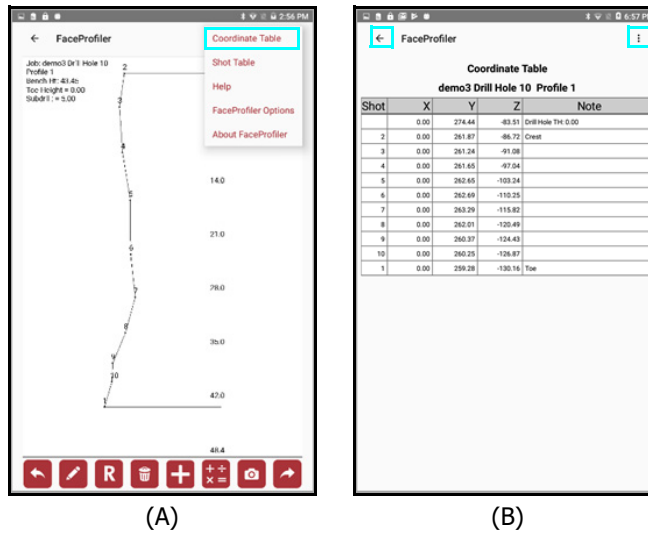 2:56 PM
FaceProfiler
Coordinate Table
Shot Table
Help
FaceProfiler Options
About FaceProfiler
Job: demo3 Drill Hole 10
Profile 1
Bench Ht: 43.45
Toe Height = 0.00
Subdrill = 5.00
2
3
4
5
6
7
8
9
10
1
14.0
21.0
28.0
35.0
42.0
48.4
R
(A)
6:57 PM
FaceProfiler
Coordinate Table
demo3 Drill Hole 10 Profile 1
Shot X Y Z Note
0.00 274.44 -83.51 Drill Hole TH: 0.00
2 0.00 261.87 -86.72 Crest
3 0.00 261.24 -91.08
4 0.00 261.65 -97.04
5 0.00 262.65 -103.24
6 0.00 262.69 -110.25
7 0.00 263.29 -115.82
8 0.00 262.01 -120.49
9 0.00 260.37 -124.43
10 0.00 260.25 -126.87
1 0.00 259.28 -130.16 Toe
(B)